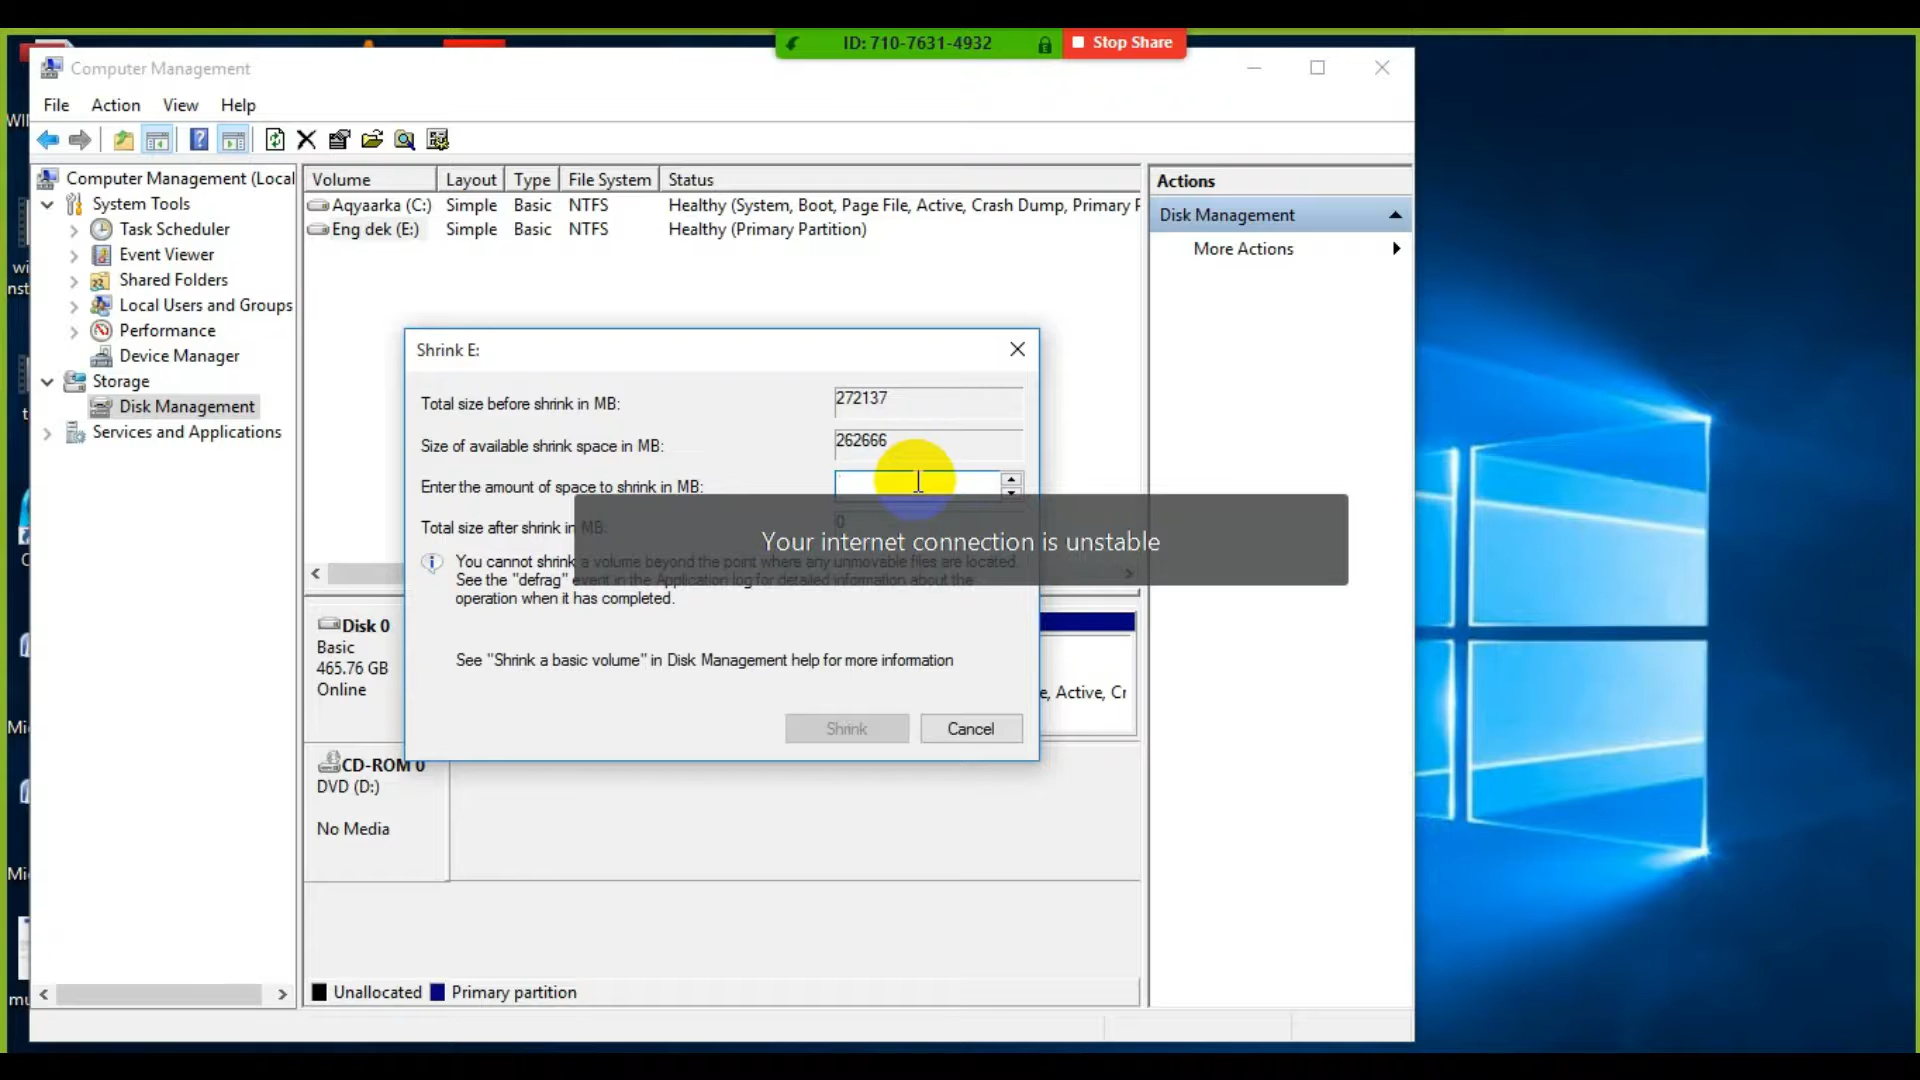 ID: 710-7631-4932
Stop Share
Computer Management
File Action View Help
Computer Management (Local
System Tools
Task Scheduler
Event Viewer
Shared Folders
Local Users and Groups
Performance
Device Manager
Storage
Disk Management
Services and Applications
Volume Layout Type File System Status
Aqyaarka (C:) Simple Basic NTFS Healthy (System, Boot, Page File, Active, Crash Dump, Primary P
Eng dek (E:) Simple Basic NTFS Healthy (Primary Partition)
Actions
Disk Management
More Actions
Shrink E:
Total size before shrink in MB: 272137
Size of available shrink space in MB: 262666
Enter the amount of space to shrink in MB:
Total size after shrink in MB: 0
Your internet connection is unstable
You cannot shrink a volume beyond the point where any unmovable files are located.
See the "defrag" event in the Application log for detailed information about the
operation when it has completed.
See "Shrink a basic volume" in Disk Management help for more information
Shrink Cancel
Disk 0
Basic
465.76 GB
Online
e, Active, Cr
CD-ROM 0
DVD (D:)
No Media
Unallocated Primary partition
WI
wi
nst
t
C
Mic
Mic
mu